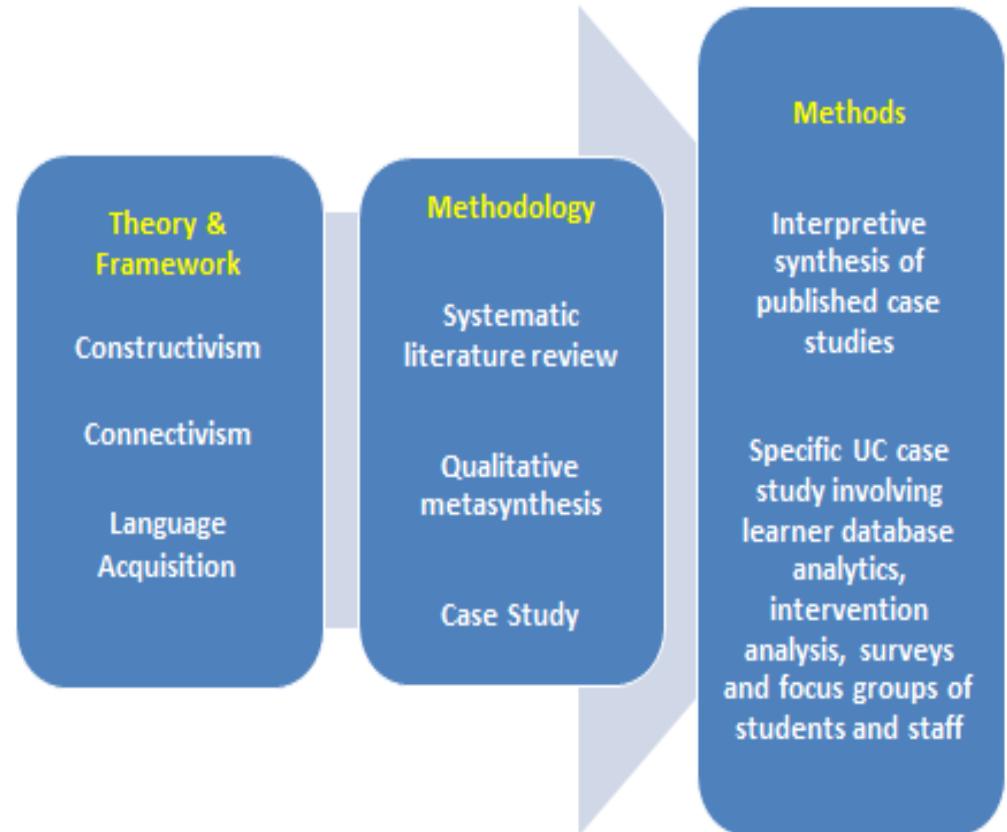 Theory &
Framework
Constructivism
Connectivism
Language
Acquisition
Methodology
Systematic
literature review
Qualitative
metasynthesis
Case Study
Methods
Interpretive
synthesis of
published case
studies
Specific UC case
study involving
learner database
analytics,
intervention
analysis, surveys
and focus groups of
students and staff